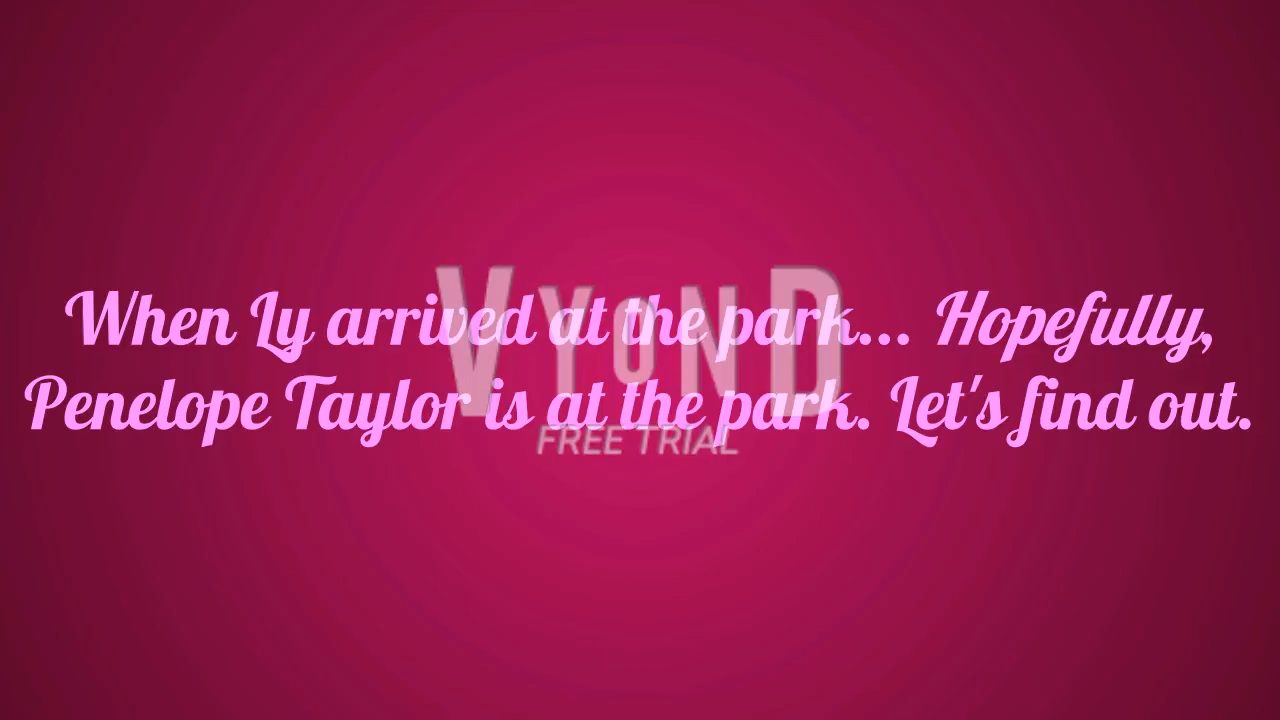 When Ly arrived at the park... Hopefully,
Penelope Taylor is at the park. Let's find out.
VYOND
FREE TRIAL